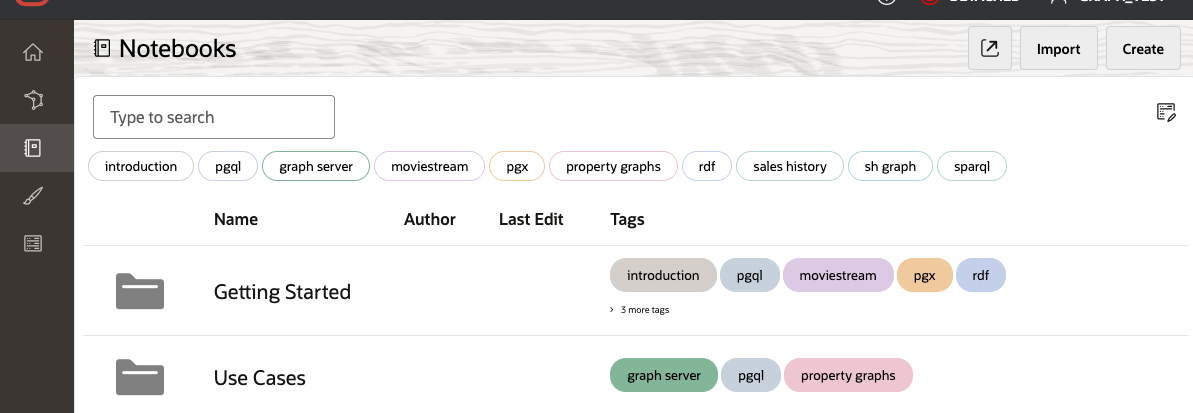 Notebooks
Import
Create
Type to search
introduction pgql graph server moviestream pgx property graphs rdf sales history sh graph sparql
Name Author Last Edit Tags
Getting Started
introduction pgql moviestream pgx rdf
3 more tags
Use Cases
graph server pgql property graphs